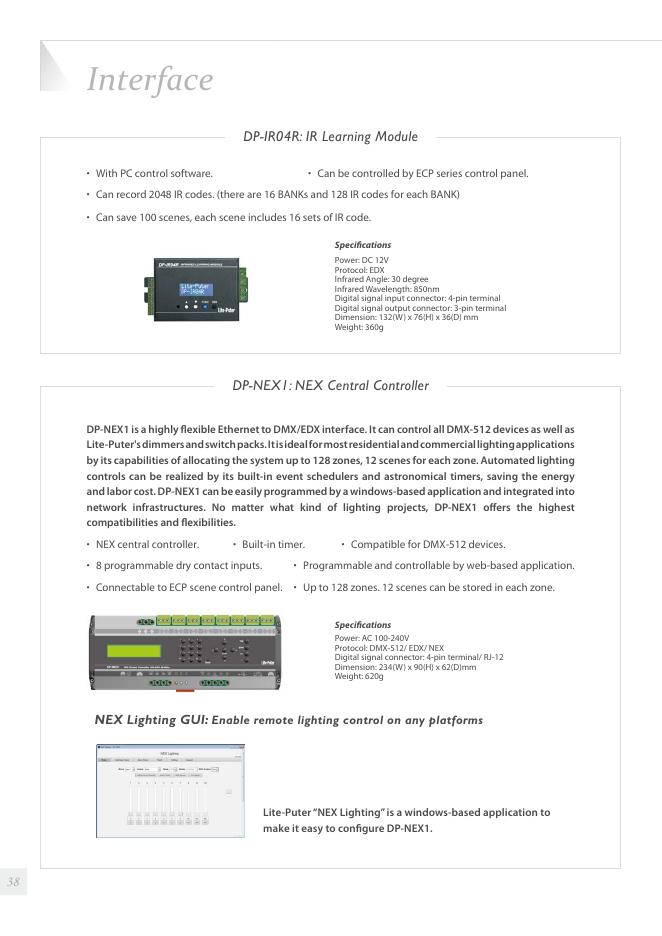 Interface
DP-IR04R: IR Learning Module
• With PC control software. • Can be controlled by ECP series control panel.
• Can record 2048 IR codes. (there are 16 BANKs and 128 IR codes for each BANK)
• Can save 100 scenes, each scene includes 16 sets of IR code.
Specifications
Power: DC 12V
Protocol: EDX
Infrared Angle: 30 degree
Infrared Wavelength: 850nm
Digital signal input connector: 4-pin terminal
Digital signal output connector: 3-pin terminal
Dimension: 132(W) x 76(H) x 36(D) mm
Weight: 360g
DP-IR04R
Lite-Puter
DP-IR04R
Lite-Puter
DP-NEX1: NEX Central Controller
DP-NEX1 is a highly flexible Ethernet to DMX/EDX interface. It can control all DMX-512 devices as well as
Lite-Puter's dimmers and switch packs. It is ideal for most residential and commercial lighting applications
by its capabilities of allocating the system up to 128 zones, 12 scenes for each zone. Automated lighting
controls can be realized by its built-in event schedulers and astronomical timers, saving the energy
and labor cost. DP-NEX1 can be easily programmed by a windows-based application and integrated into
network infrastructures. No matter what kind of lighting projects, DP-NEX1 offers the highest
compatibilities and flexibilities.
• NEX central controller. • Built-in timer. • Compatible for DMX-512 devices.
• 8 programmable dry contact inputs. • Programmable and controllable by web-based application.
• Connectable to ECP scene control panel. • Up to 128 zones. 12 scenes can be stored in each zone.
Specifications
Power: AC 100-240V
Protocol: DMX-512/ EDX/ NEX
Digital signal connector: 4-pin terminal/ RJ-12
Dimension: 234(W) x 90(H) x 62(D)mm
Weight: 620g
Lite-Puter
NEX Lighting GUI: Enable remote lighting control on any platforms
NEX Lighting
Lite-Puter “NEX Lighting” is a windows-based application to
make it easy to configure DP-NEX1.
38